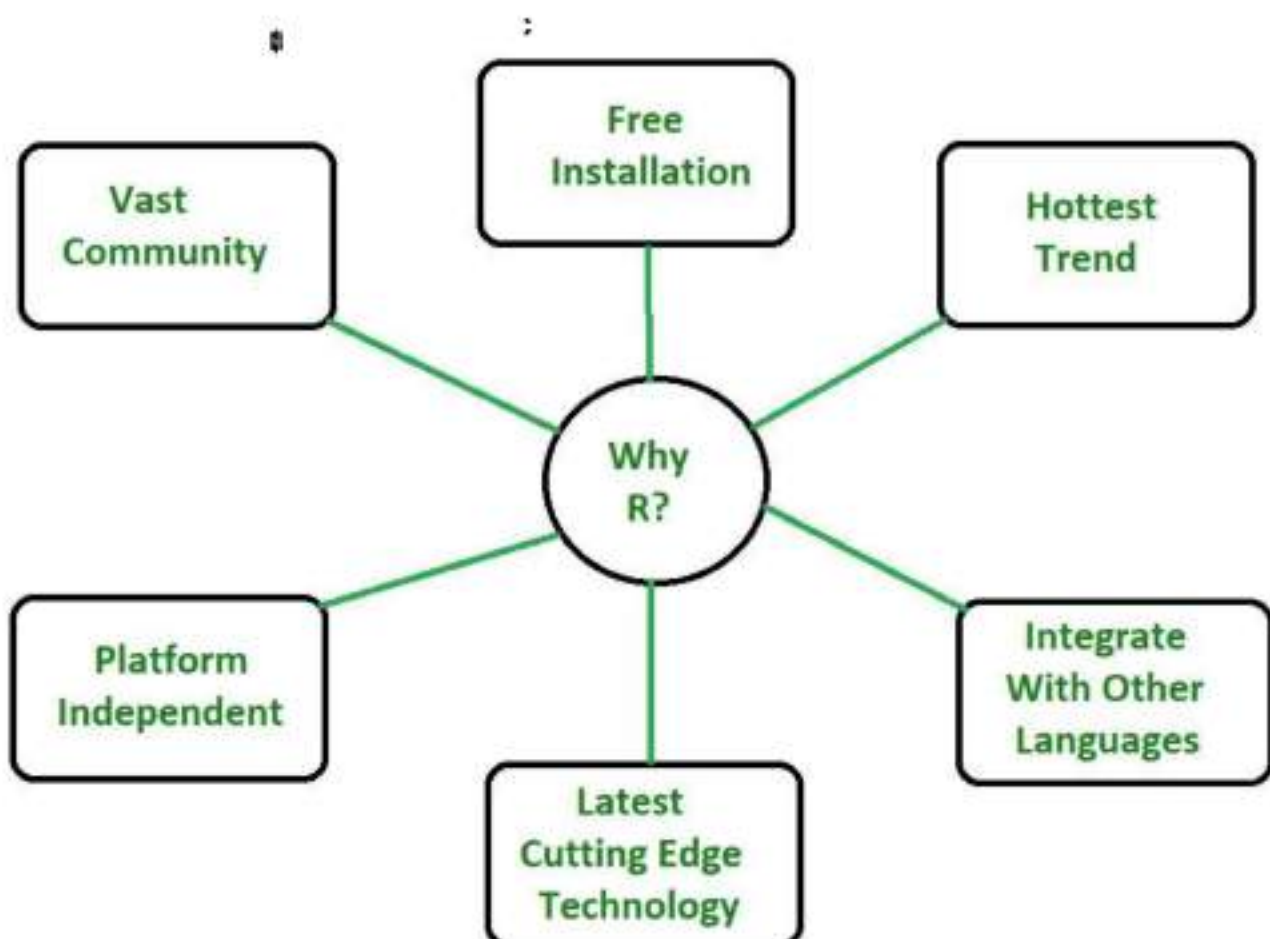 Free
Installation
Vast
Community
Hottest
Trend
Why
R?
Platform
Independent
Integrate
With Other
Languages
Latest
Cutting Edge
Technology